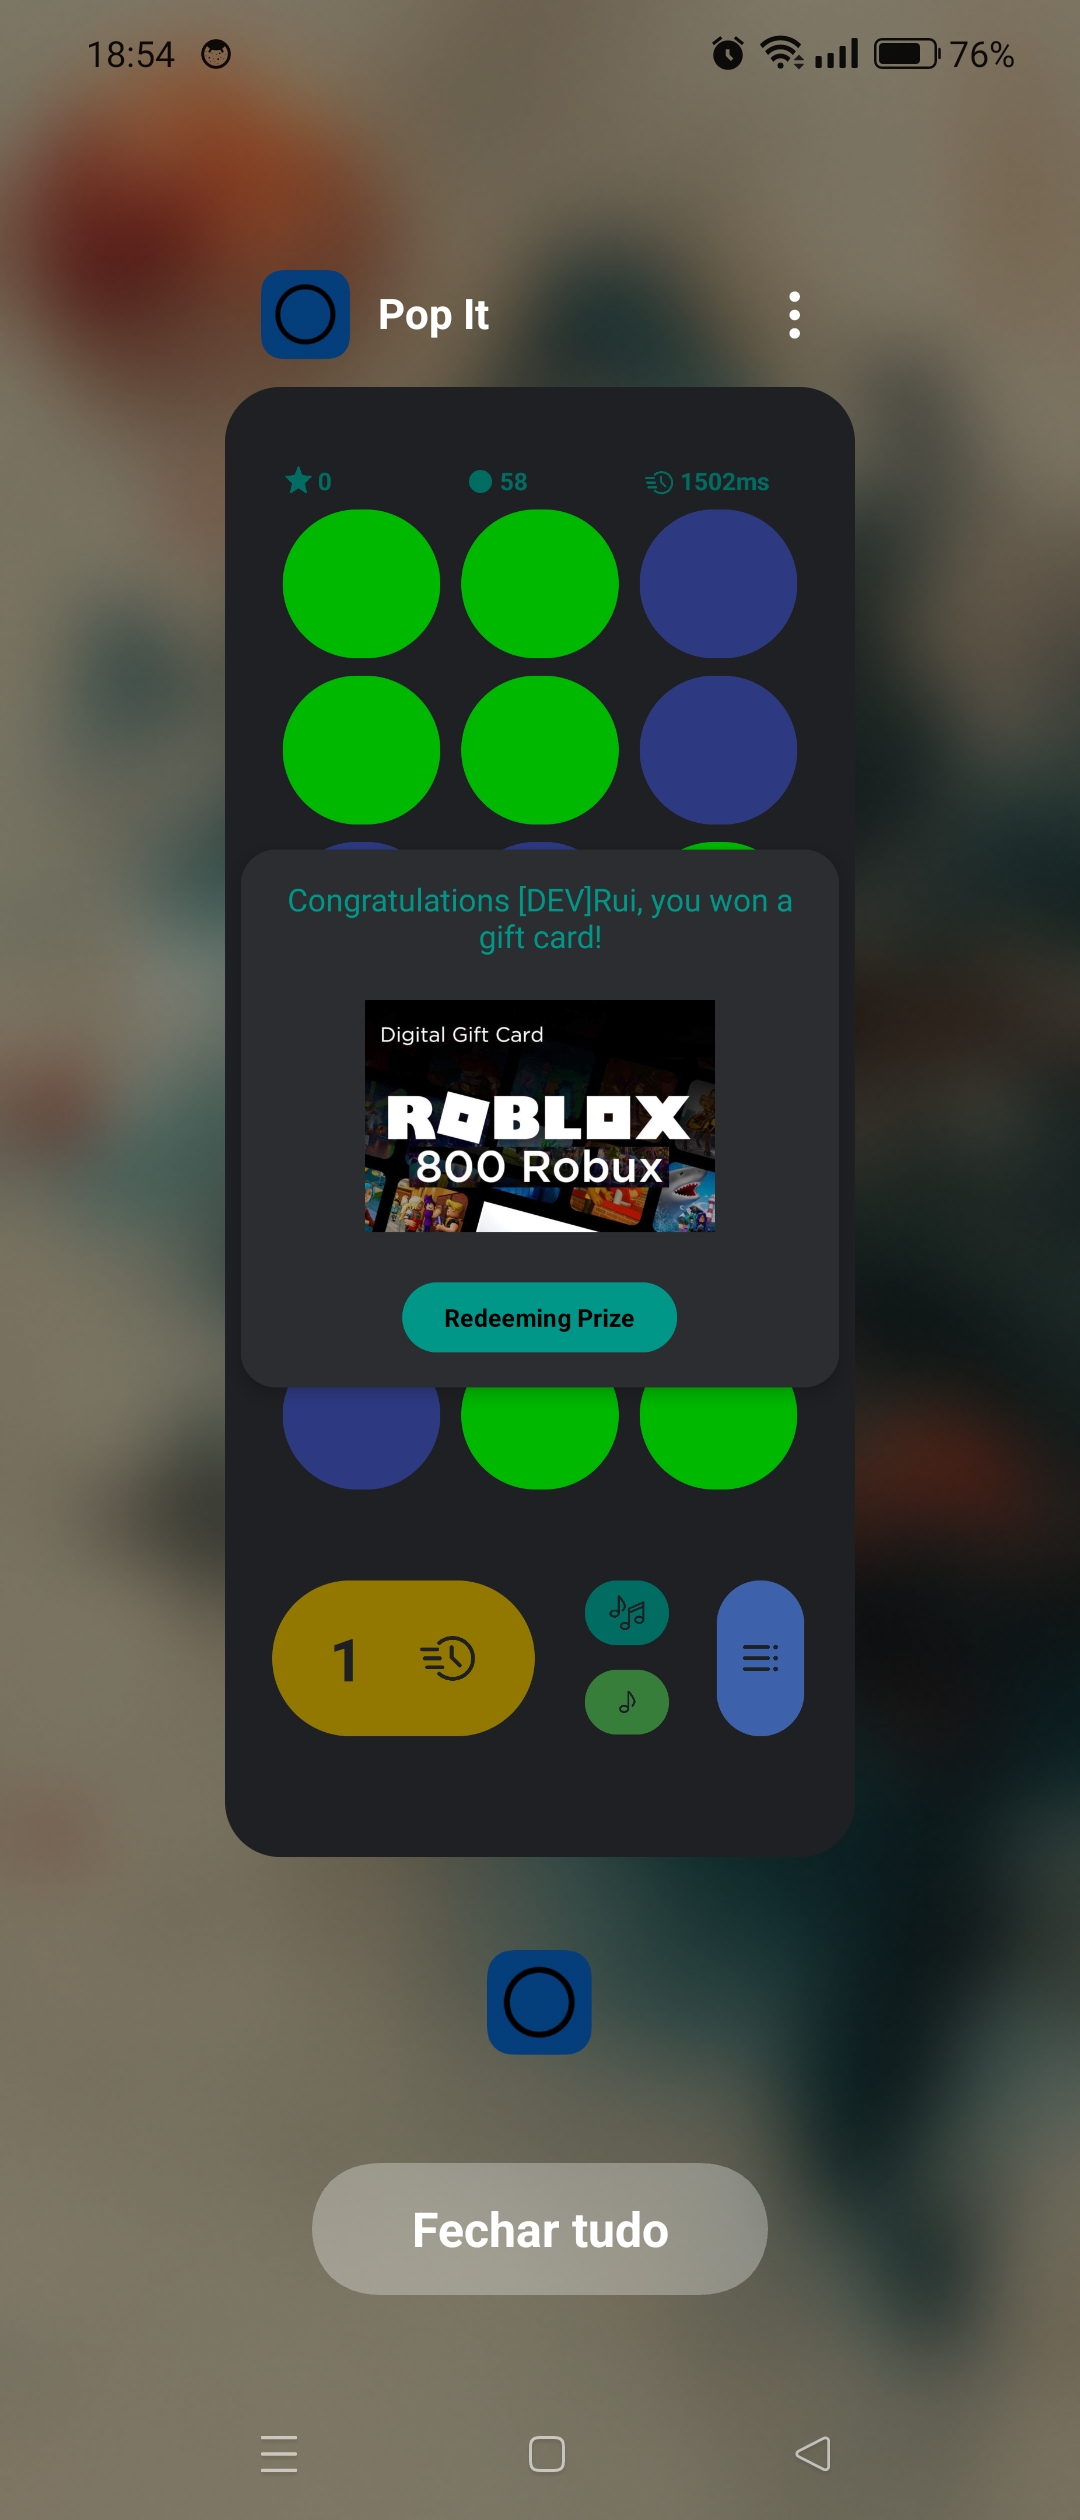 18:54
76%
Pop It
0
58
1502ms
Congratulations [DEV]Rui, you won a
gift card!
Digital Gift Card
ROBLOX
800 Robux
Redeeming Prize
1
Fechar tudo